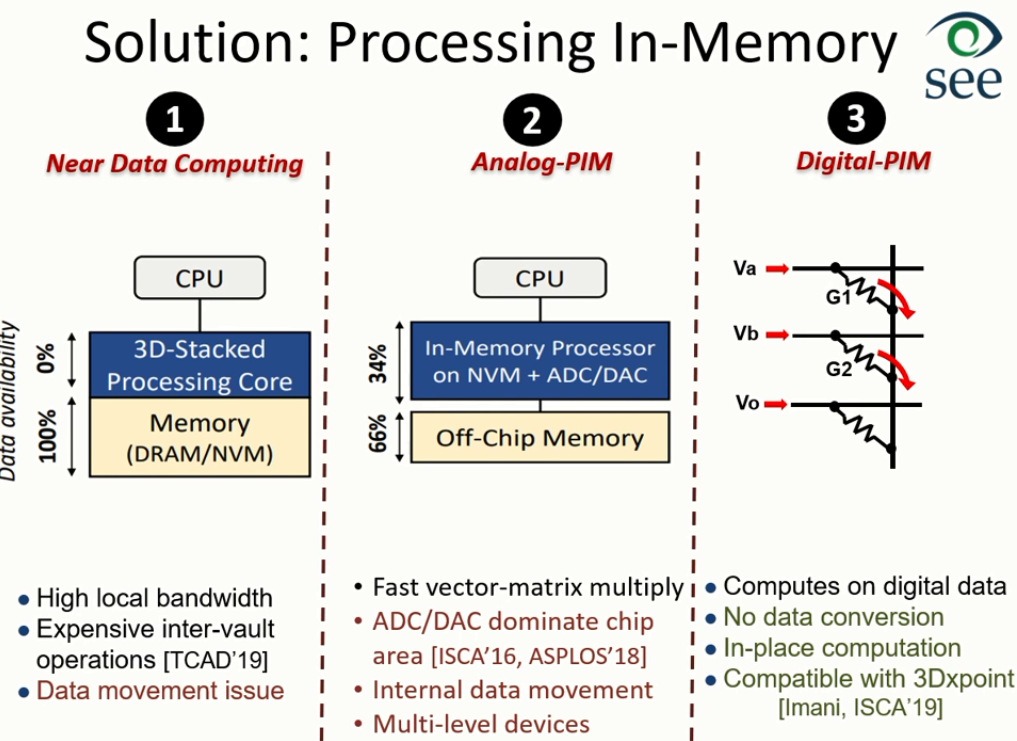 Solution: Processing In-Memory
see
1
Near Data Computing
CPU
Data availability
0%
100%
3D-Stacked
Processing Core
Memory
(DRAM/NVM)
● High local bandwidth
● Expensive inter-vault
operations [TCAD'19]
● Data movement issue
2
Analog-PIM
CPU
34%
66%
In-Memory Processor
on NVM + ADC/DAC
Off-Chip Memory
• Fast vector-matrix multiply
• ADC/DAC dominate chip
area [ISCA'16, ASPLOS'18]
• Internal data movement
• Multi-level devices
3
Digital-PIM
Va
G1
Vb
G2
Vo
● Computes on digital data
● No data conversion
● In-place computation
● Compatible with 3Dxpoint
[Imani, ISCA'19]